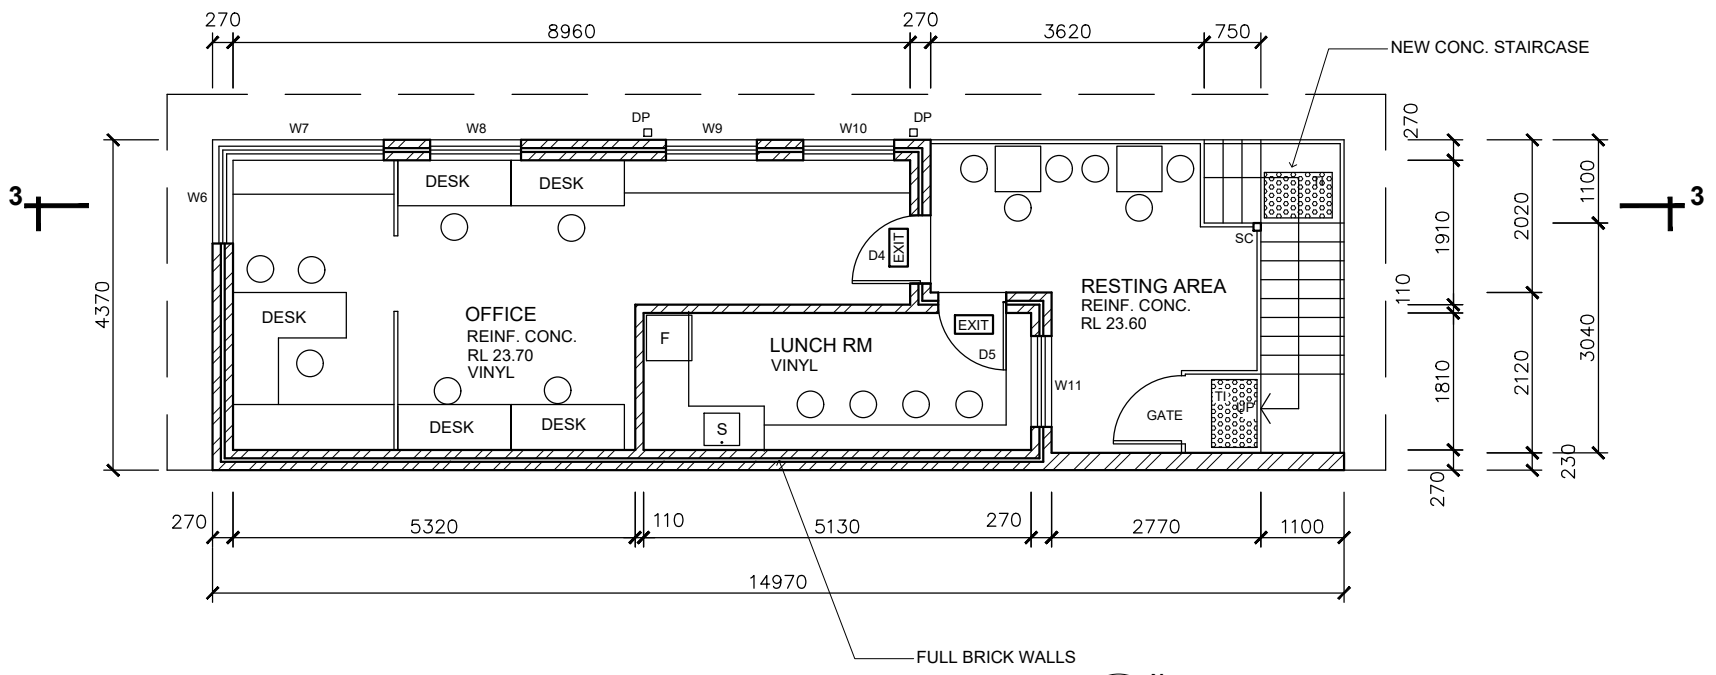 270
8960
270
3620
750
NEW CONC. STAIRCASE
270
W7
W8
DP
W9
W10
DP
DESK
DESK
TI
1100
3
W6
3
1910
2020
SC
D4
EXIT
4370
DESK
OFFICE
REINF. CONC.
RL 23.70
VINYL
RESTING AREA
REINF. CONC.
RL 23.60
110
F
LUNCH RM
VINYL
EXIT
D5
3040
W11
1810
2120
TI
UP
GATE
DESK
DESK
S
230
270
270
5320
110
5130
270
2770
1100
14970
FULL BRICK WALLS